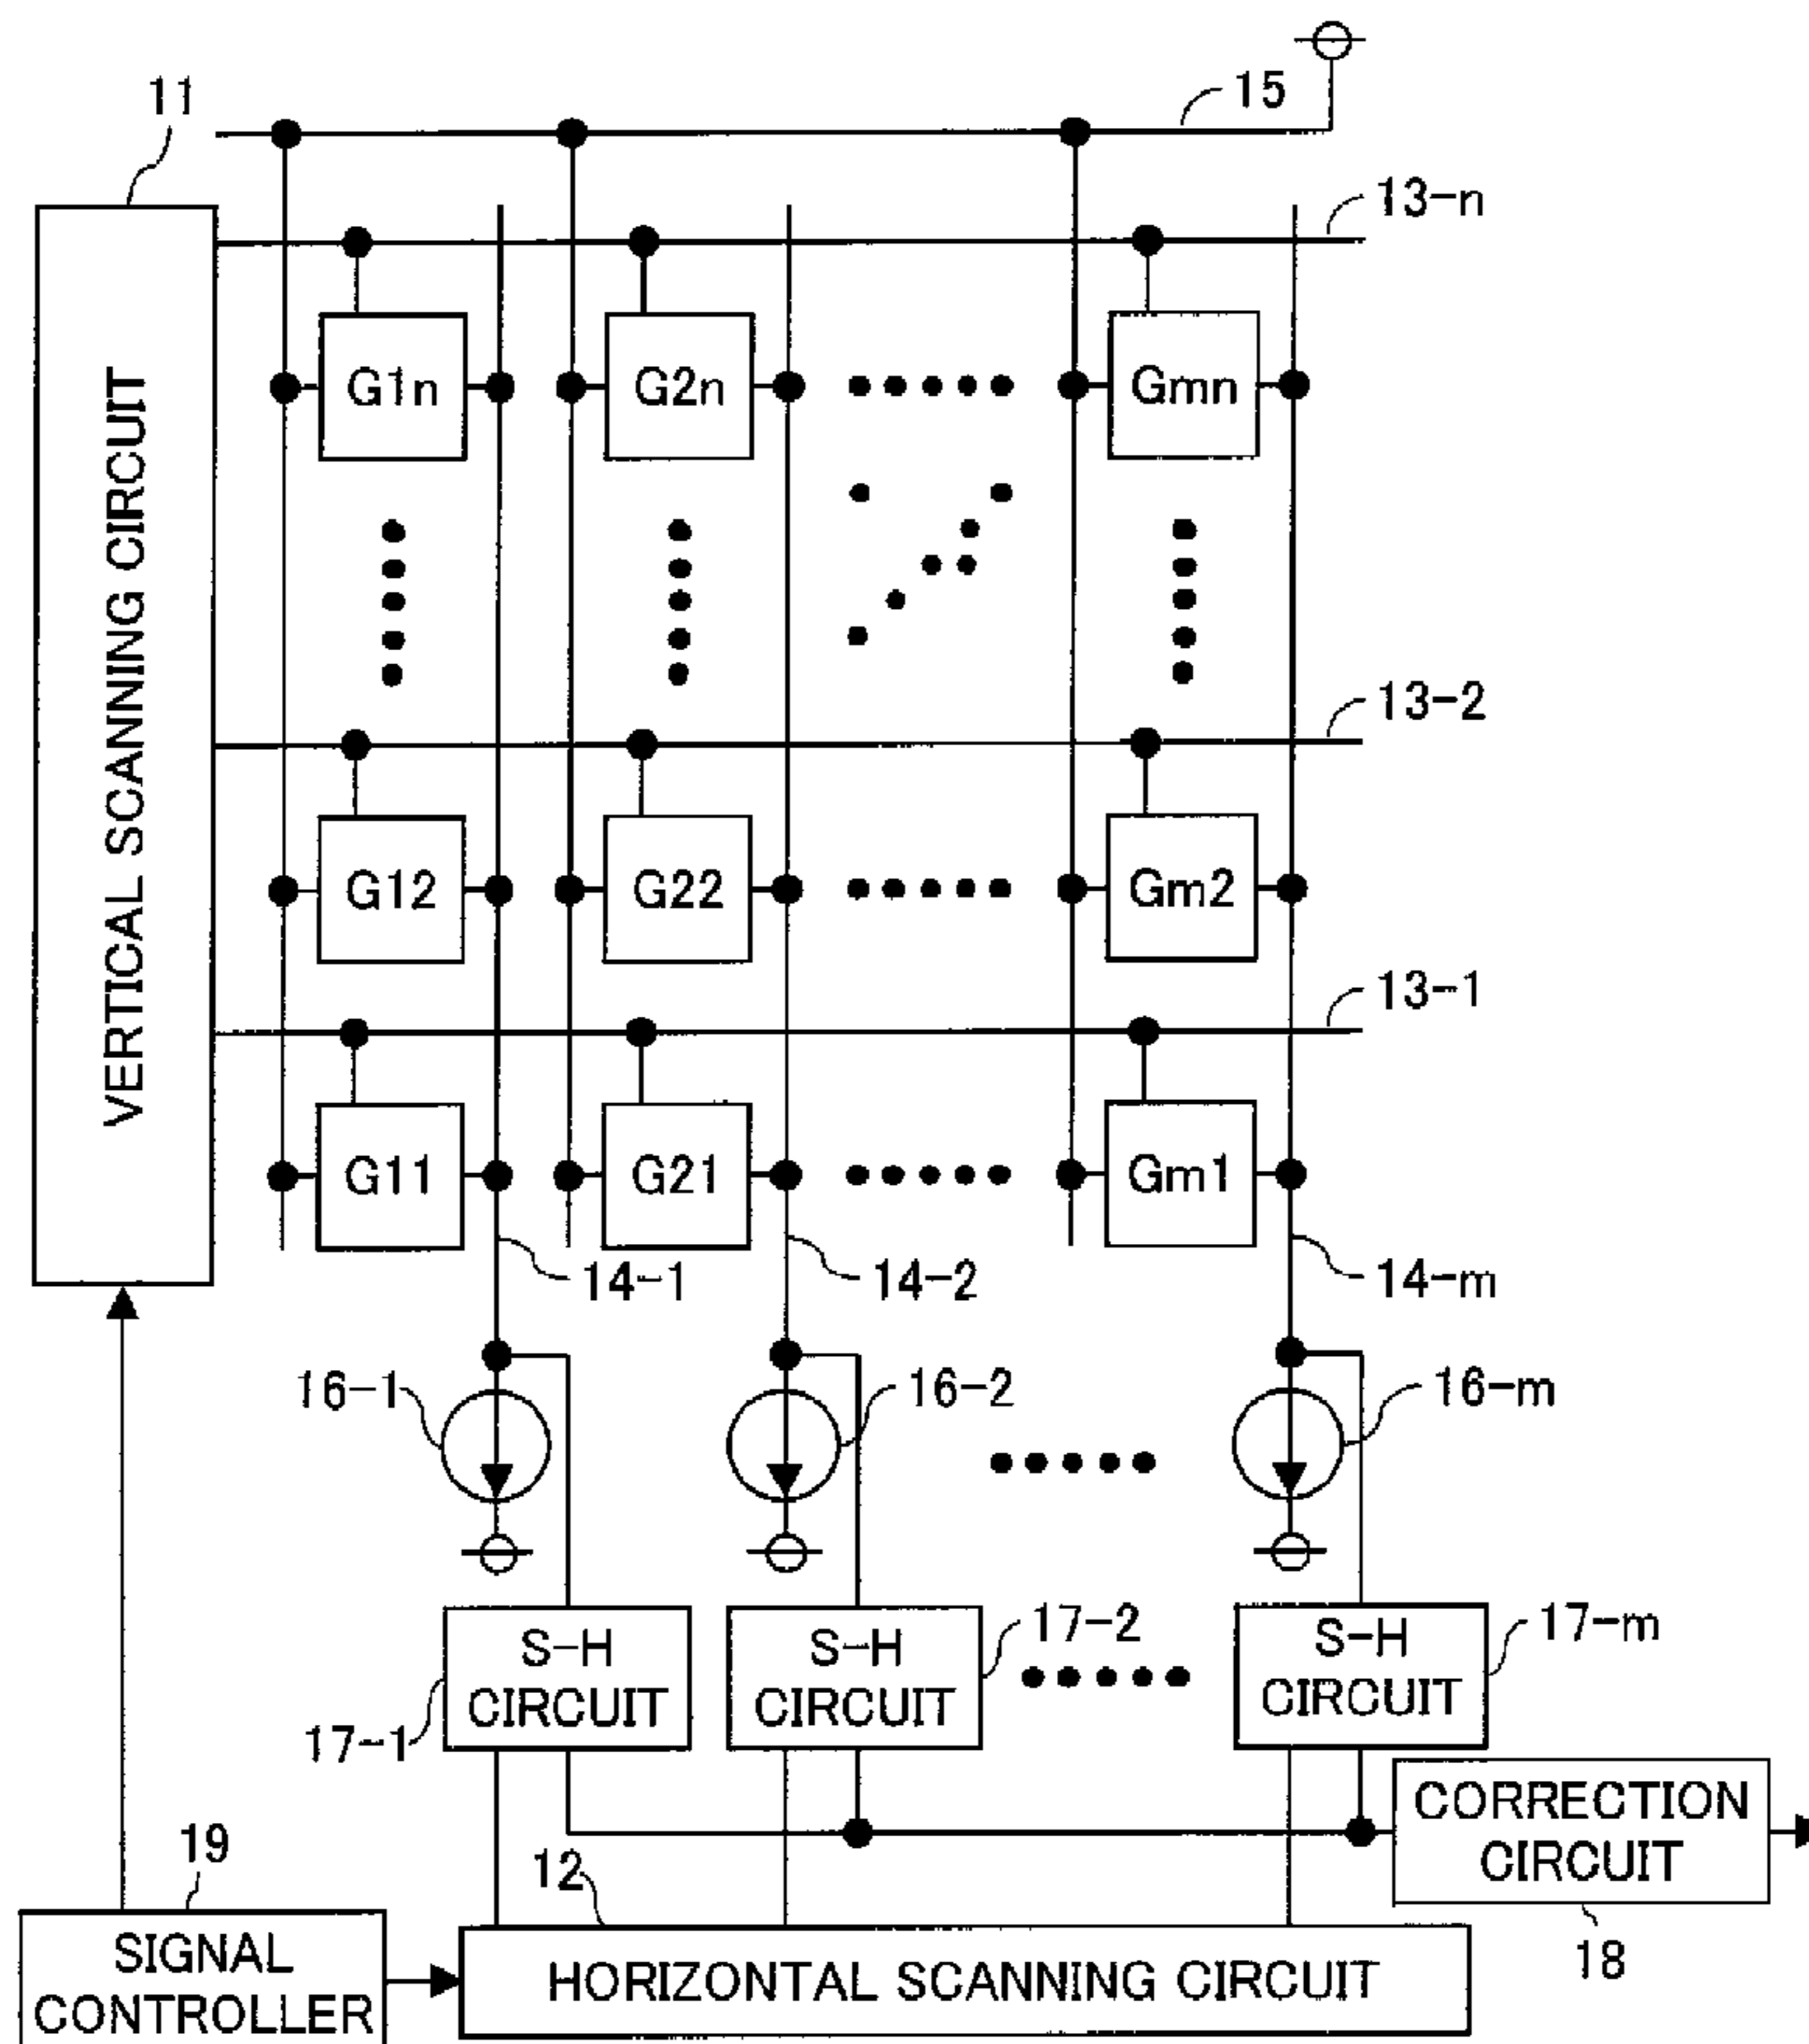 11
15
13-n
VERTICAL SCANNING CIRCUIT
G1n
G2n
Gmn
13-2
G12
G22
Gm2
13-1
G11
G21
Gm1
14-1
14-2
14-m
16-1
16-2
16-m
S-H
CIRCUIT
17-1
S-H
CIRCUIT
17-2
S-H
CIRCUIT
17-m
CORRECTION
CIRCUIT
18
19
12
SIGNAL
CONTROLLER
HORIZONTAL SCANNING CIRCUIT